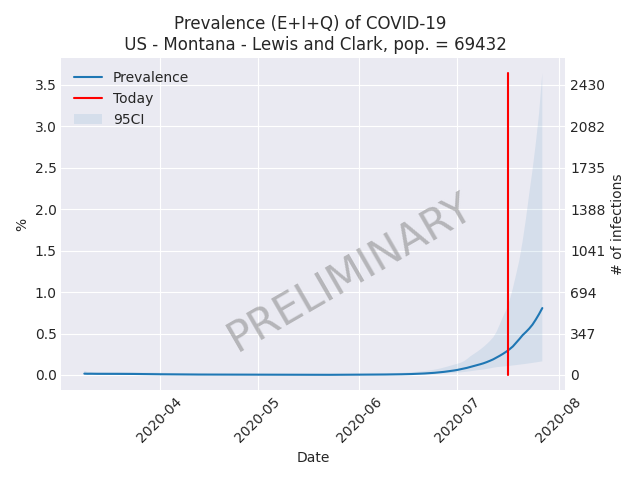 Prevalence (E+I+Q) of COVID-19
US - Montana - Lewis and Clark, pop. = 69432
Prevalence
Today
95CI
3.5
3.0
2.5
2.0
1.5
1.0
0.5
0.0
%
2430
2082
1735
1388
1041
694
347
0
# of infections
PRELIMINARY
2020-04
2020-05
2020-06
2020-07
2020-08
Date